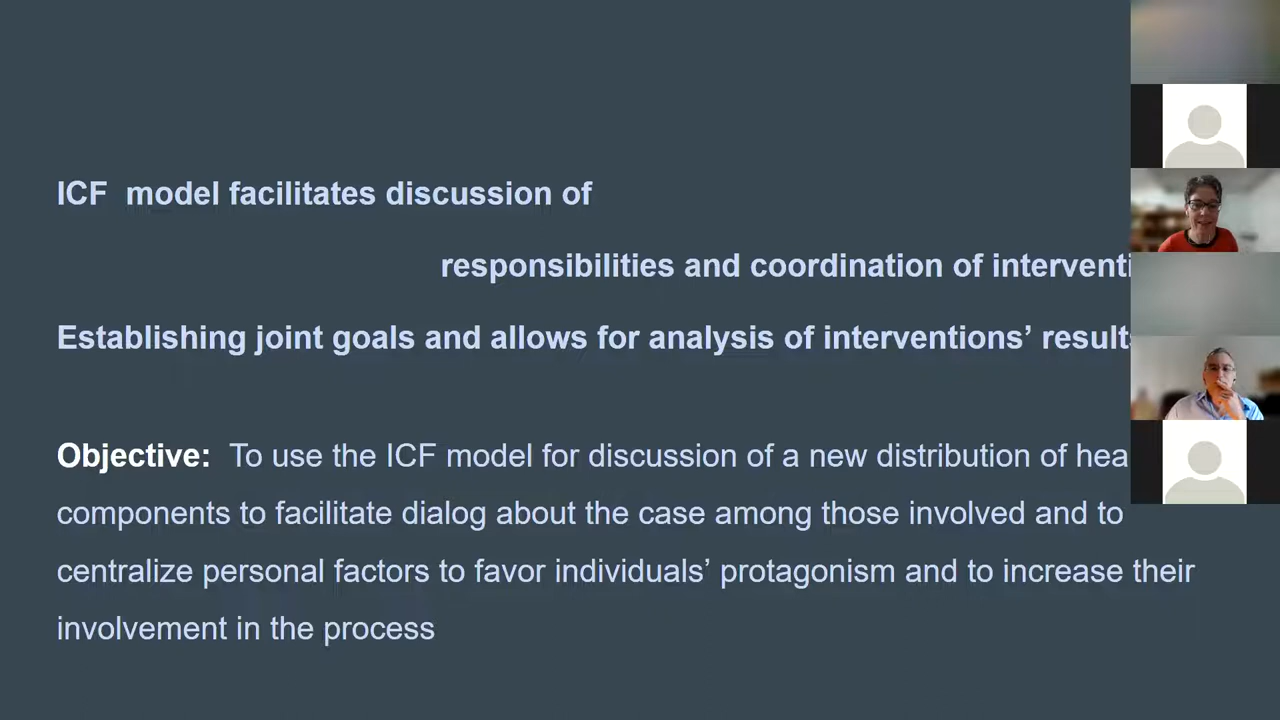 ICF model facilitates discussion of
responsibilities and coordination of
Establishing joint goals and allows for analysis of interventions’
Objective: To use the ICF model for discussion of a new distribution of
components to facilitate dialog about the case among those involved and to
centralize personal factors to favor individuals’ protagonism and to increase their
involvement in the process